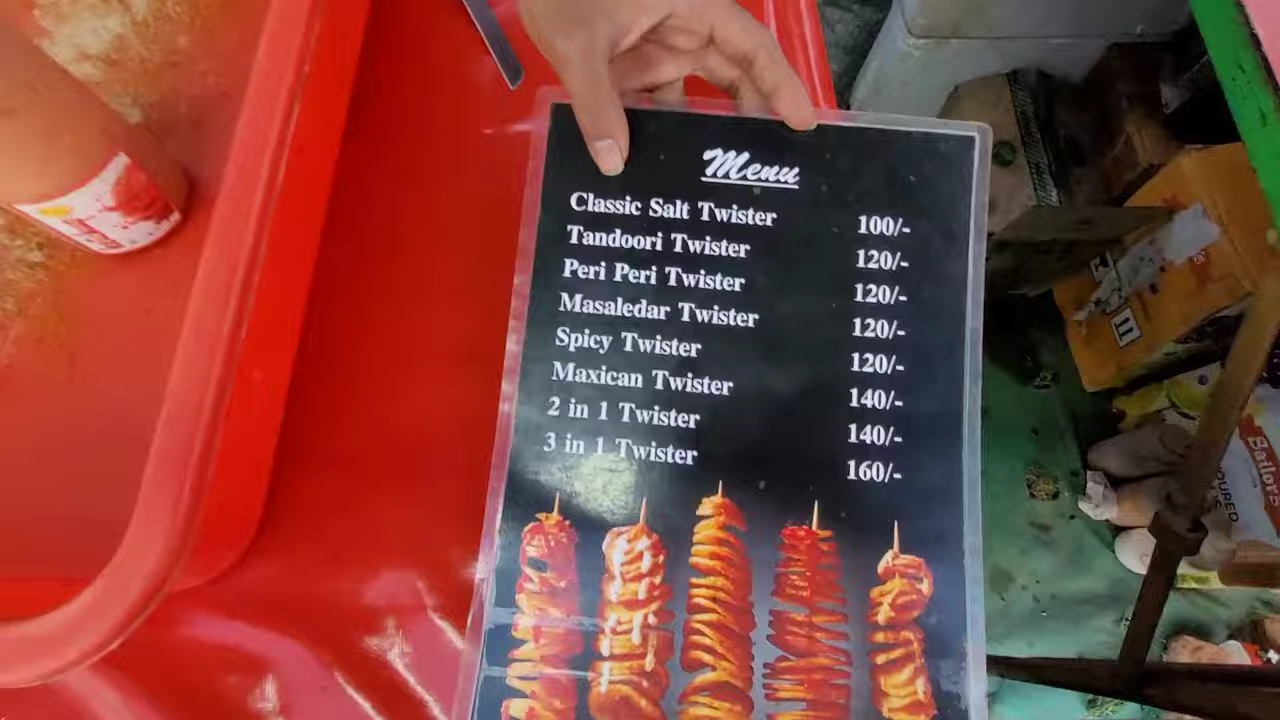 Menu
Classic Salt Twister 100/-
Tandoori Twister 120/-
Peri Peri Twister 120/-
Masaledar Twister 120/-
Spicy Twister 120/-
Maxican Twister 140/-
2 in 1 Twister 140/-
3 in 1 Twister 160/-